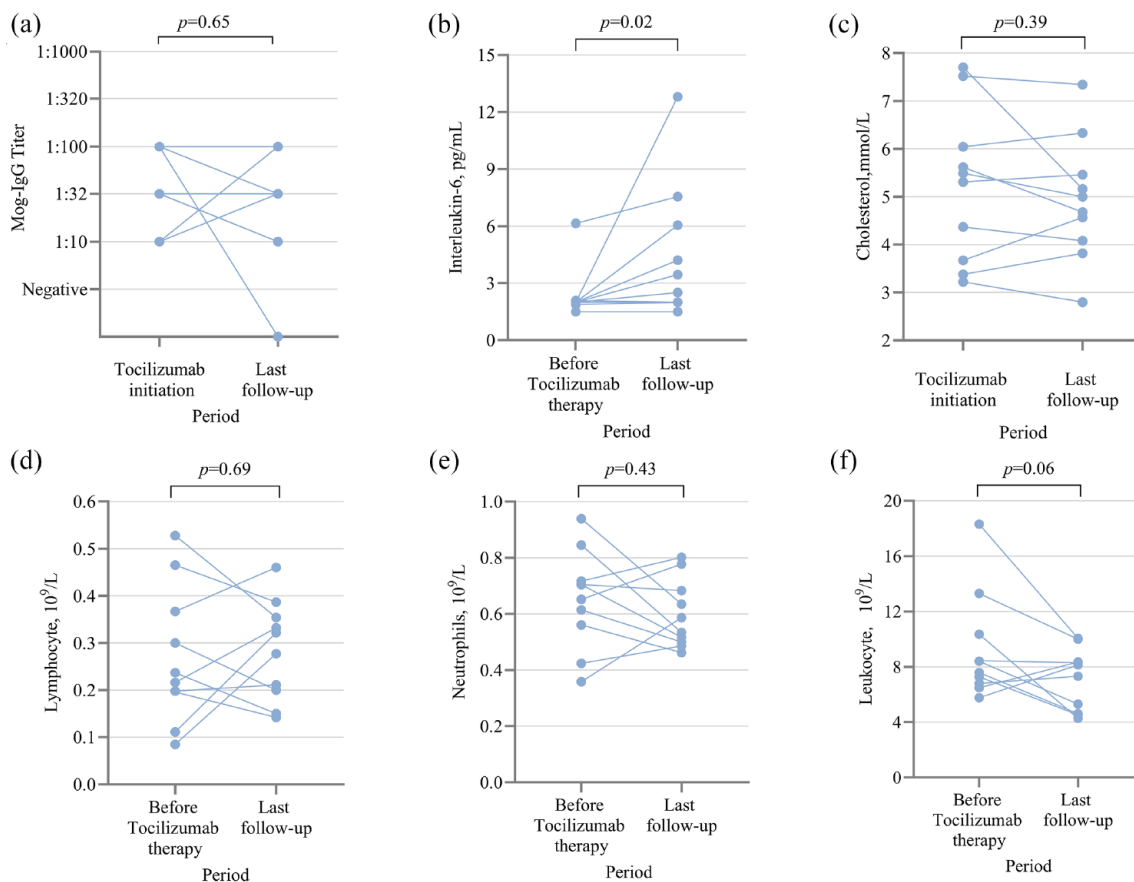 (a)
p=0.65
1:1000
1:320
1:100
1:32
1:10
Negative
Mog-IgG Titer
Tocilizumab
initiation
Last
follow-up
Period
(b)
p=0.02
15
12
9
6
3
0
Interleukin-6, pg/mL
Before
Tocilizumab
therapy
Last
follow-up
Period
(c)
p=0.39
8
7
6
5
4
3
2
Cholesterol,mmol/L
Tocilizumab
initiation
Last
follow-up
Period
(d)
p=0.69
0.6
0.5
0.4
0.3
0.2
0.1
0.0
Lymphocyte, 10⁹/L
Before
Tocilizumab
therapy
Last
follow-up
Period
(e)
p=0.43
1.0
0.8
0.6
0.4
0.2
0.0
Neutrophils, 10⁹/L
Before
Tocilizumab
therapy
Last
follow-up
Period
(f)
p=0.06
20
16
12
8
4
0
Leukocyte, 10⁹/L
Before
Tocilizumab
therapy
Last
follow-up
Period